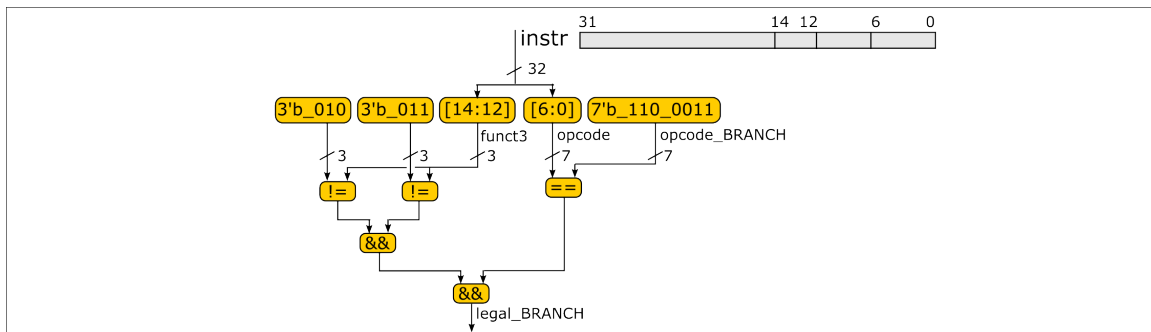 31 14 12 6 0
instr
32
3'b_010 3'b_011 [14:12] [6:0] 7'b_110_0011
funct3 opcode opcode_BRANCH
3 3 3 7 7
!= != ==
&&
&&
legal_BRANCH